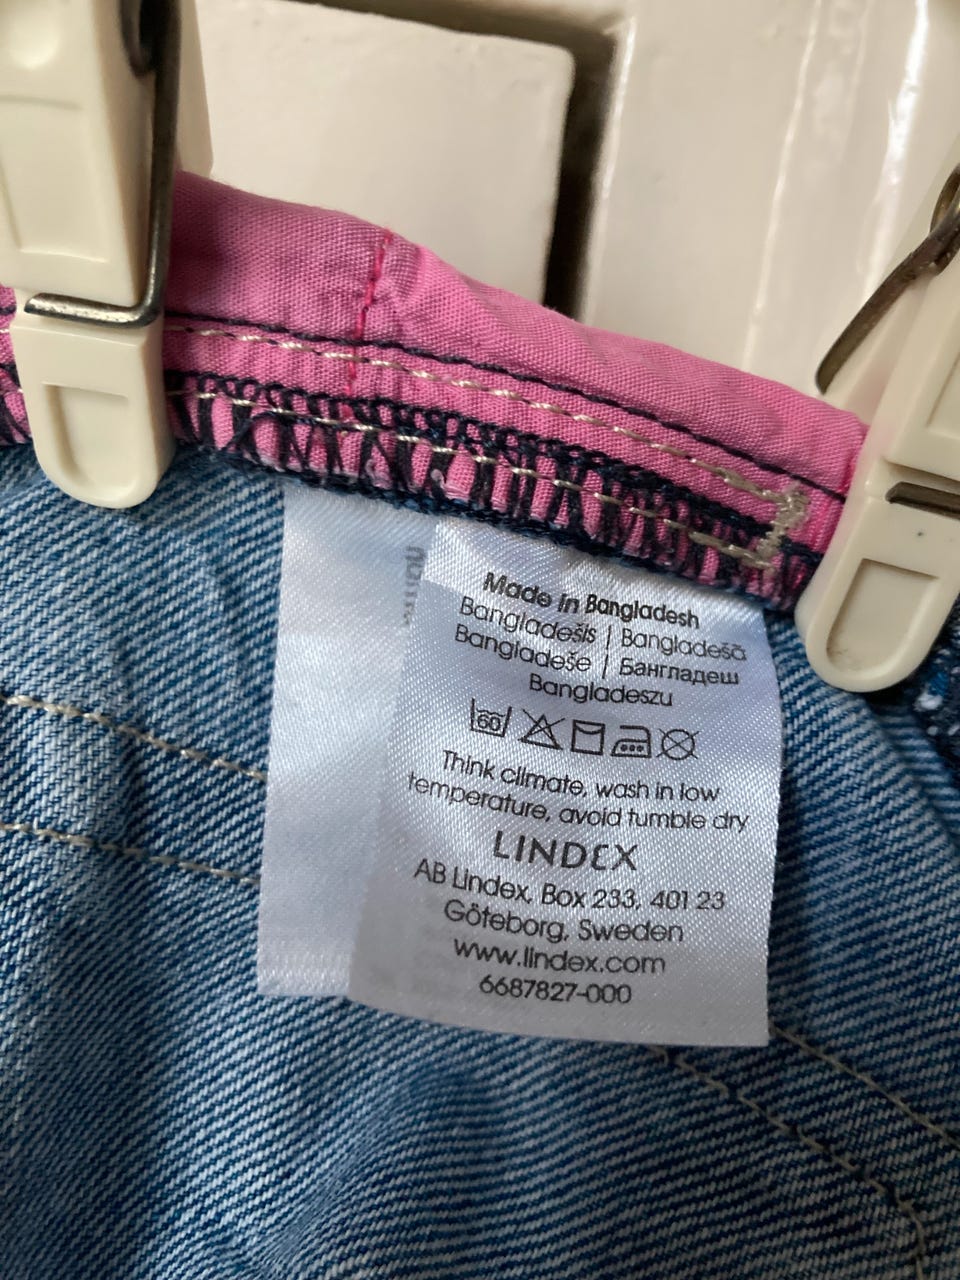 Made in Bangladesh
Bangladešis | Bangladešā
Bangladeše | Бангладеш
Bangladeszu
60
Think climate, wash in low
temperature, avoid tumble dry
LINDEX
AB Lindex, Box 233, 401 23
Göteborg, Sweden
www.lindex.com
6687827-000